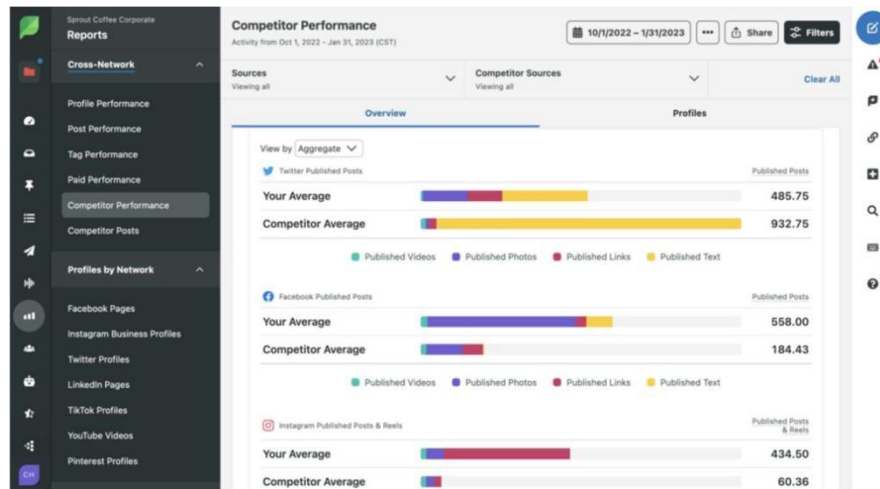 Sprout Coffee Corporate
Reports
Cross-Network
Profile Performance
Post Performance
Tag Performance
Paid Performance
Competitor Performance
Competitor Posts
Profiles by Network
Facebook Pages
Instagram Business Profiles
Twitter Profiles
LinkedIn Pages
TikTok Profiles
YouTube Videos
Pinterest Profiles
CH
Competitor Performance
Activity from Oct 1, 2022 - Jan 31, 2023 (CST)
10/1/2022 – 1/31/2023
Share
Filters
Sources
Viewing all
Competitor Sources
Viewing all
Clear All
Overview
Profiles
View by Aggregate
Twitter Published Posts
Published Posts
Your Average
485.75
Competitor Average
932.75
Published Videos
Published Photos
Published Links
Published Text
Facebook Published Posts
Published Posts
Your Average
558.00
Competitor Average
184.43
Published Videos
Published Photos
Published Links
Published Text
Instagram Published Posts & Reels
Published Posts
& Reels
Your Average
434.50
Competitor Average
60.36